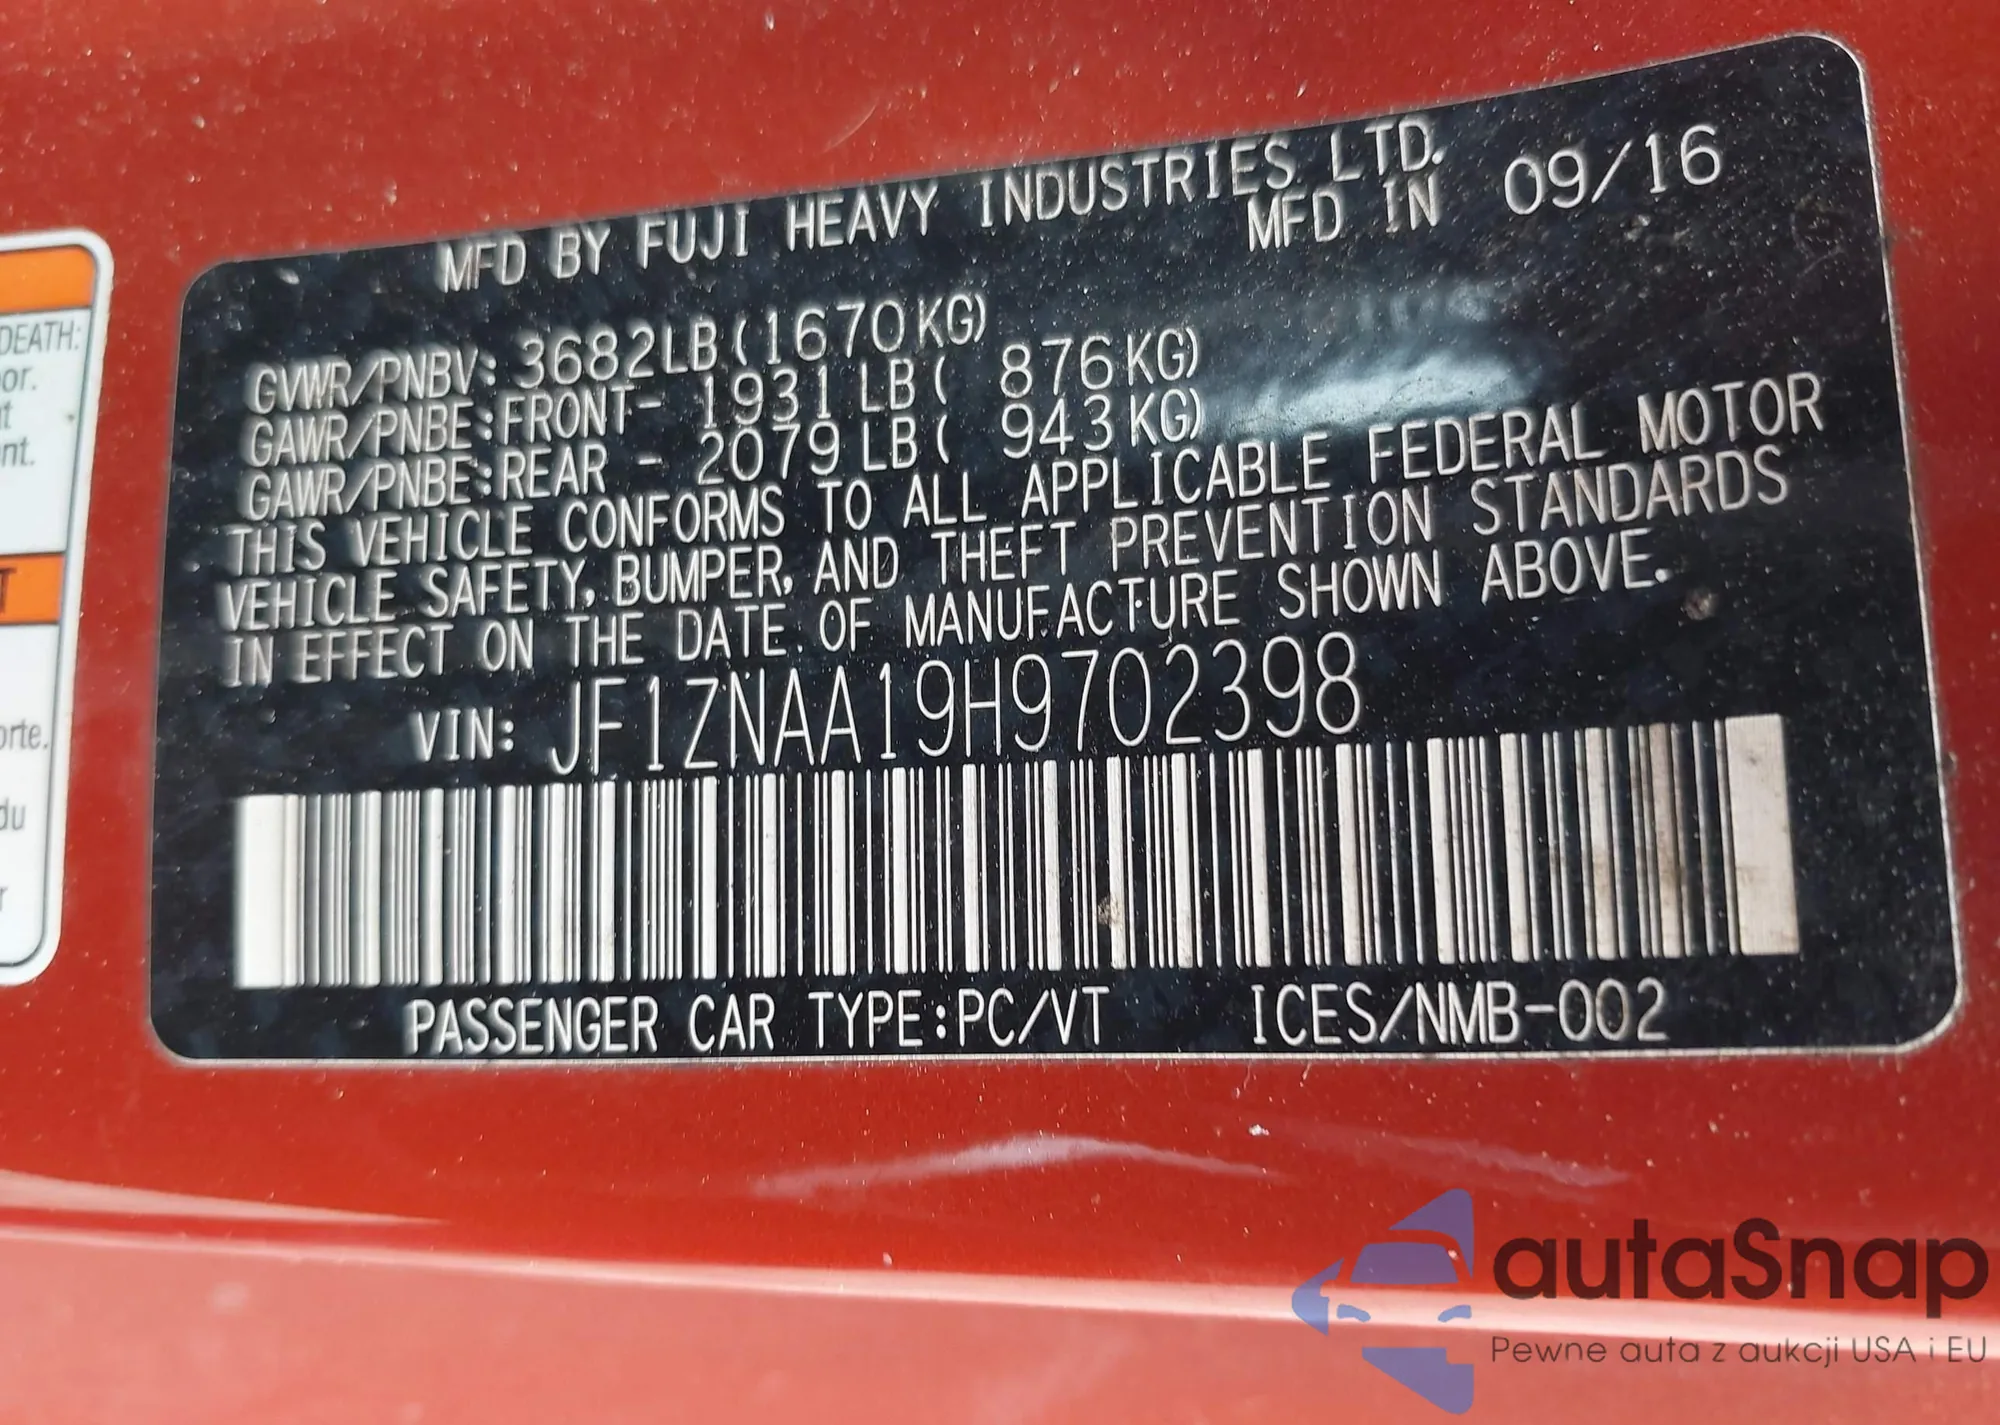 MFD BY FUJI HEAVY INDUSTRIES LTD.
MFD IN 09/16
GVWR/PNBV: 3682LB(1670KG)
GAWR/PNBE:FRONT- 1931LB( 876KG)
GAWR/PNBE:REAR - 2079LB( 943KG)
THIS VEHICLE CONFORMS TO ALL APPLICABLE FEDERAL MOTOR
VEHICLE SAFETY, BUMPER, AND THEFT PREVENTION STANDARDS
IN EFFECT ON THE DATE OF MANUFACTURE SHOWN ABOVE.
VIN: JF1ZNAA19H9702398
PASSENGER CAR TYPE:PC/VT ICES/NMB-002
DEATH:
du
autaSnap
Pewne auta z aukcji USA i EU